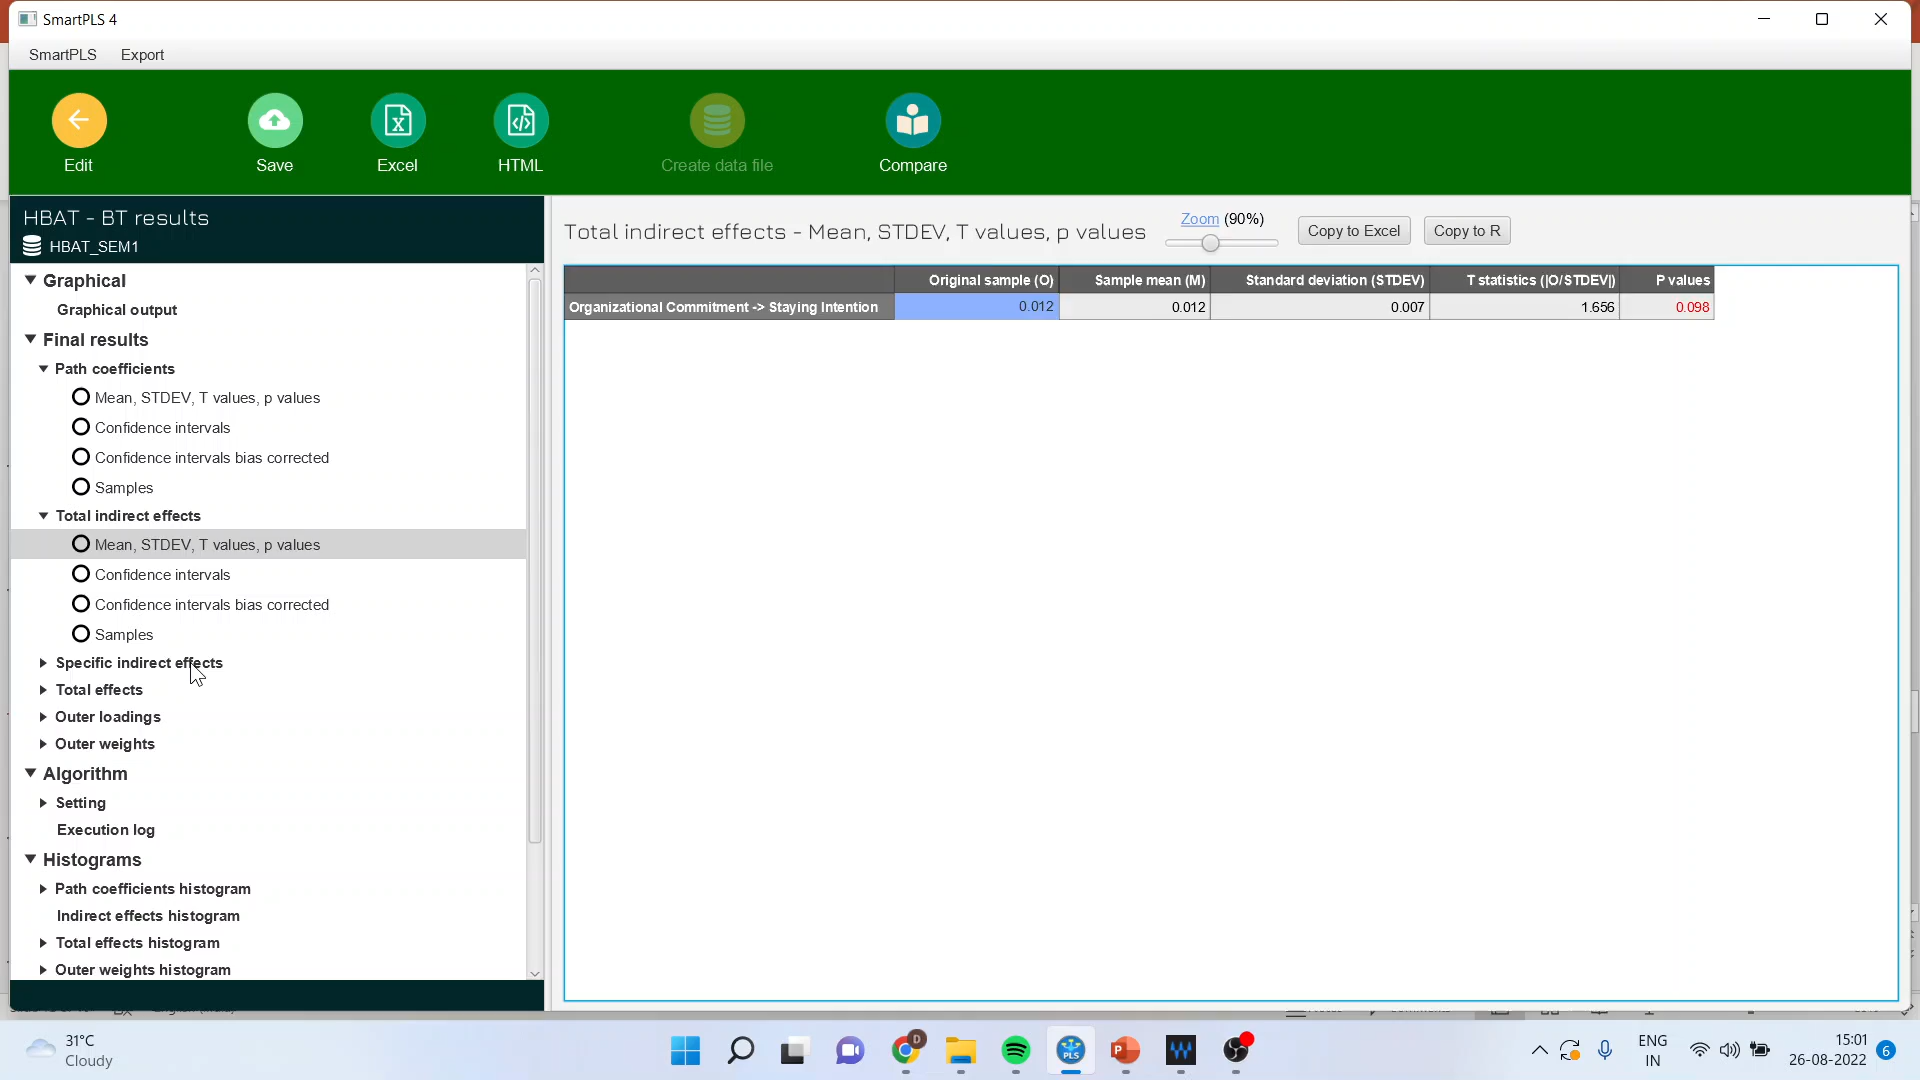 SmartPLS 4
SmartPLS Export
Edit Save Excel HTML Create data file Compare
HBAT - BT results
HBAT_SEM1
Graphical
Graphical output
Final results
Path coefficients
Mean, STDEV, T values, p values
Confidence intervals
Confidence intervals bias corrected
Samples
Total indirect effects
Mean, STDEV, T values, p values
Confidence intervals
Confidence intervals bias corrected
Samples
Specific indirect effects
Total effects
Outer loadings
Outer weights
Algorithm
Setting
Execution log
Histograms
Path coefficients histogram
Indirect effects histogram
Total effects histogram
Outer weights histogram
Total indirect effects - Mean, STDEV, T values, p values Zoom (90%) Copy to Excel Copy to R
Original sample (O) Sample mean (M) Standard deviation (STDEV) T statistics (|O/STDEV|) P values
Organizational Commitment -> Staying Intention 0.012 0.012 0.007 1.656 0.098
31°C
Cloudy
D
PLS
P
ENG
IN
15:01
26-08-2022
6